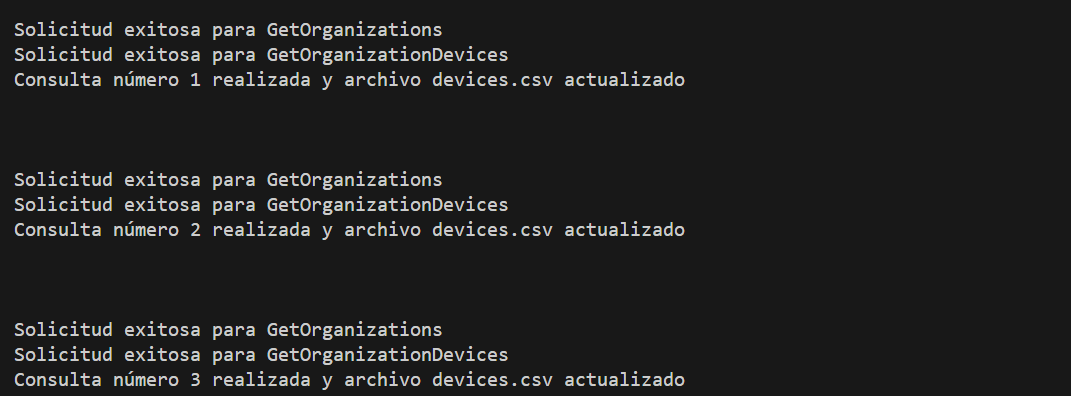 Solicitud exitosa para GetOrganizations
Solicitud exitosa para GetOrganizationDevices
Consulta número 1 realizada y archivo devices.csv actualizado
Solicitud exitosa para GetOrganizations
Solicitud exitosa para GetOrganizationDevices
Consulta número 2 realizada y archivo devices.csv actualizado
Solicitud exitosa para GetOrganizations
Solicitud exitosa para GetOrganizationDevices
Consulta número 3 realizada y archivo devices.csv actualizado